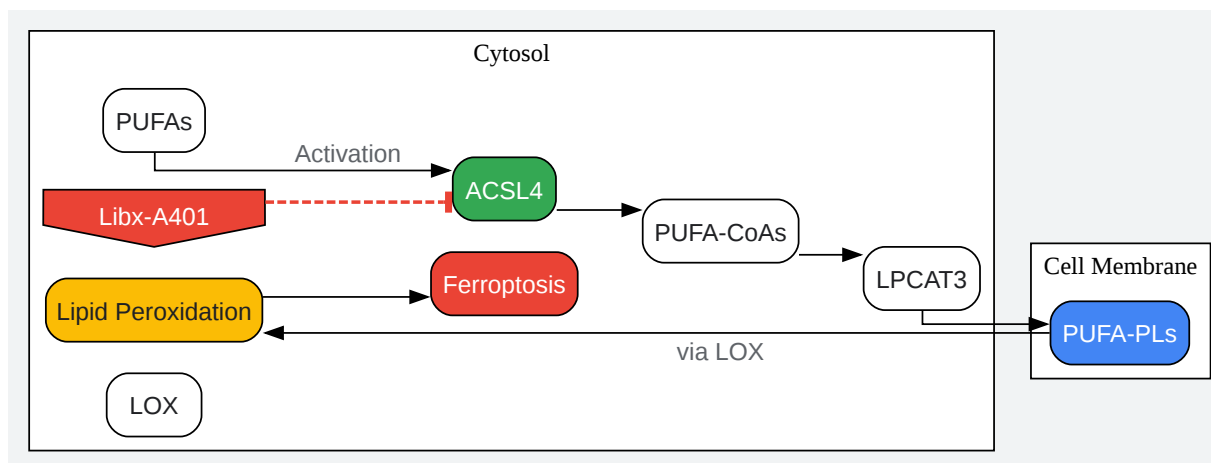 Cytosol
PUFAs
Activation
ACSL4
Libx-A401
PUFA-CoAs
LPCAT3
Cell Membrane
Ferroptosis
Lipid Peroxidation
PUFA-PLs
via LOX
LOX